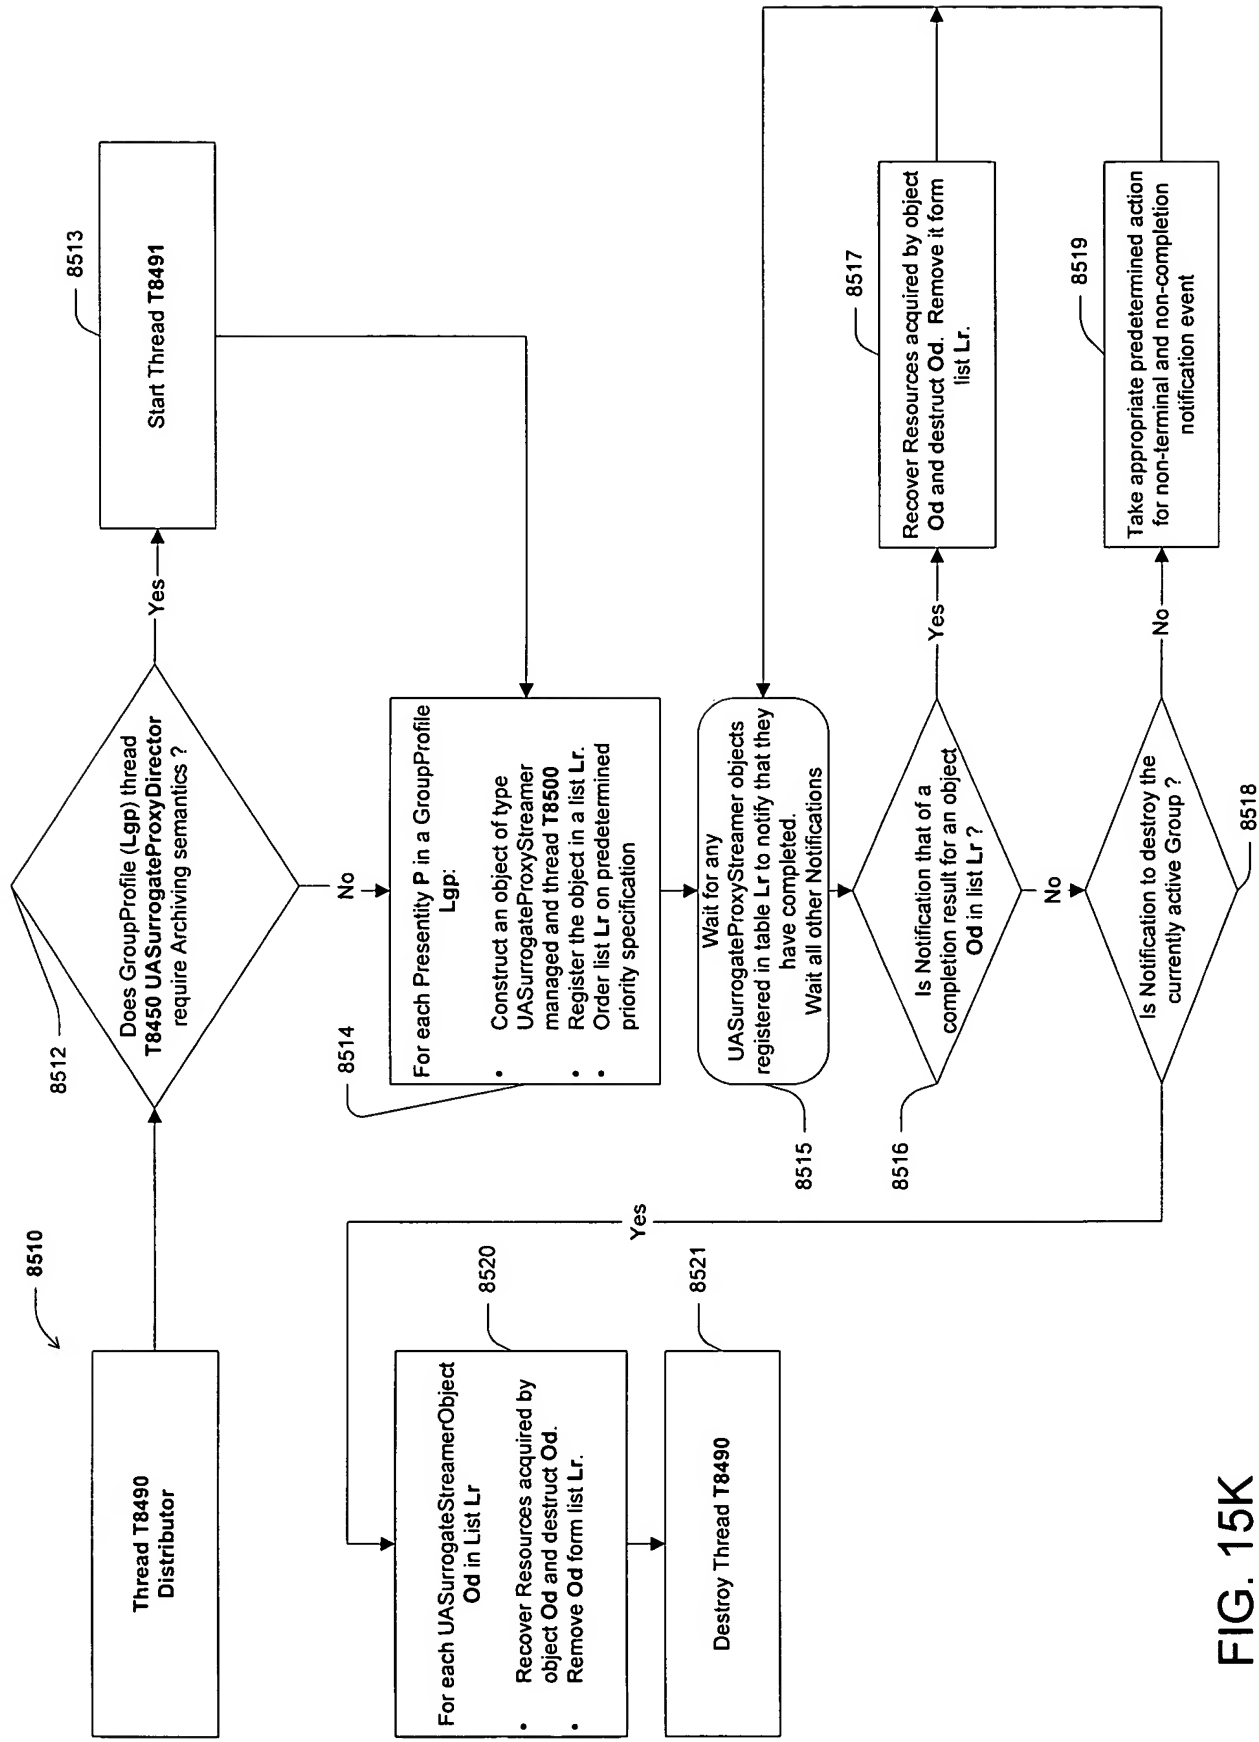 8510
Thread T8490
Distributor
8512
Does GroupProfile (Lgp) thread
T8450 UASurrogateProxyDirector
require Archiving semantics ?
Yes
8513
Start Thread T8491
No
8514
For each Presentity P in a GroupProfile
Lgp:
• Construct an object of type
UASurrogateProxyStreamer
managed and thread T8500
• Register the object in a list Lr.
• Order list Lr on predetermined
priority specification
8515
Wait for any
UASurrogateProxyStreamer objects
registered in table Lr to notify that they
have completed.
Wait all other Notifications
8516
Is Notification that of a
completion result for an object
Od in list Lr ?
Yes
8517
Recover Resources acquired by object
Od and destruct Od. Remove it form
list Lr.
No
8518
Is Notification to destroy the
currently active Group ?
No
8519
Take appropriate predetermined action
for non-terminal and non-completion
notification event
Yes
8520
For each UASurrogateStreamerObject
Od in List Lr
• Recover Resources acquired by
object Od and destruct Od.
• Remove Od form list Lr.
8521
Destroy Thread T8490
FIG. 15K